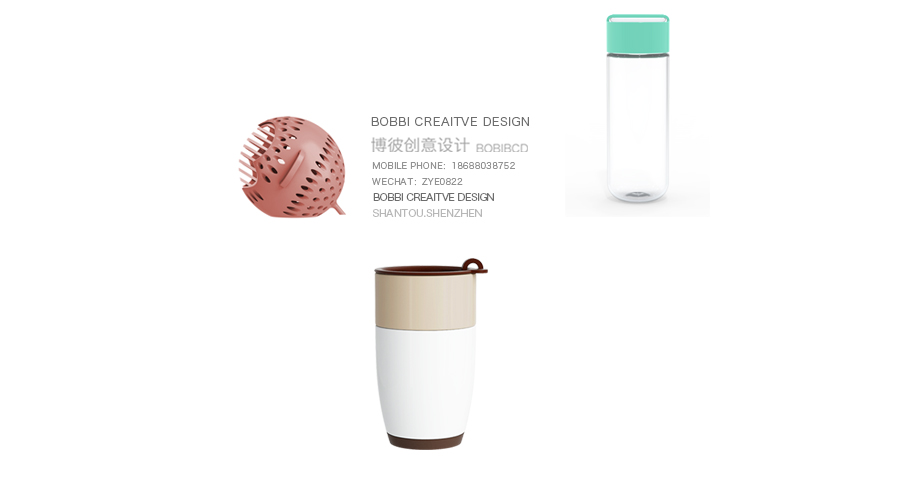 BOBBI CREAITVE DESIGN
博彼创意设计 BOBIBCD
MOBILE PHONE: 18688038752
WECHAT: ZYE0822
BOBBI CREAITVE DESIGN
SHANTOU.SHENZHEN